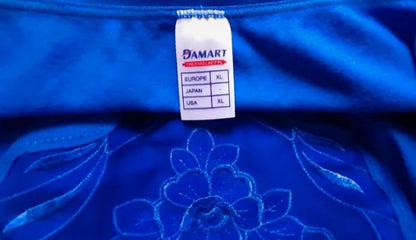 DAMART
THERMOLACTYL
EUROPE XL
JAPAN -
USA XL